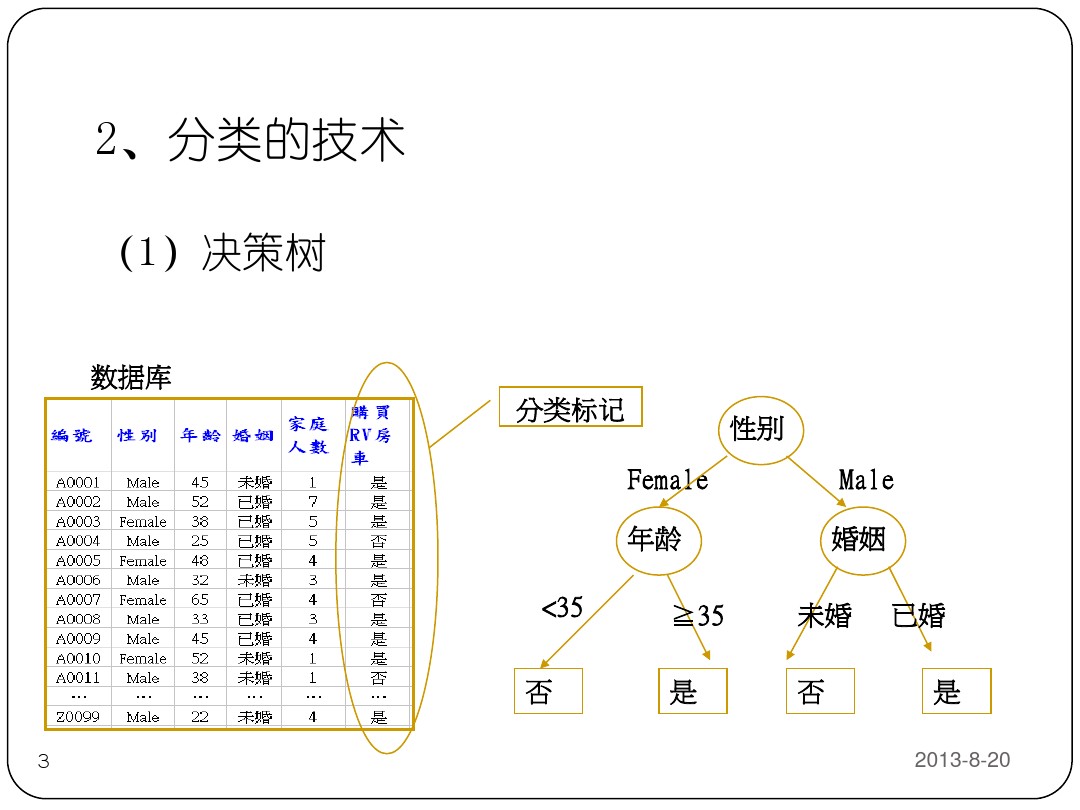 2、分类的技术
（1）决策树
数据库
編號 性別 年齡 婚姻 家庭人數 購買RV房車
A0001 Male 45 未婚 1 是
A0002 Male 52 已婚 7 是
A0003 Female 38 已婚 5 是
A0004 Male 25 已婚 5 否
A0005 Female 48 已婚 4 是
A0006 Male 32 未婚 3 是
A0007 Female 65 已婚 4 否
A0008 Male 33 已婚 3 是
A0009 Male 45 已婚 4 是
A0010 Female 52 未婚 1 是
A0011 Male 38 未婚 1 否
… … … … … …
Z0099 Male 22 未婚 4 是
分类标记
性别
Female Male
年龄 婚姻
<35 ≧35 未婚 已婚
否 是 否 是
3 2013-8-20